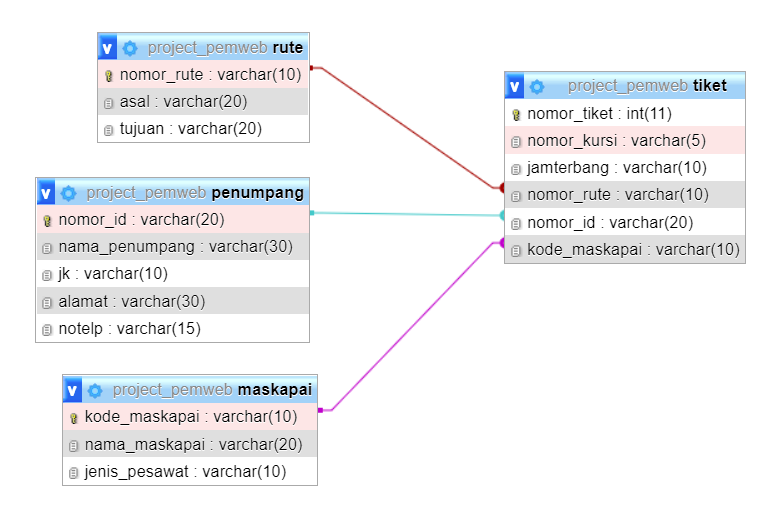 v project_pemweb rute
nomor_rute : varchar(10)
asal : varchar(20)
tujuan : varchar(20)
v project_pemweb penumpang
nomor_id : varchar(20)
nama_penumpang : varchar(30)
jk : varchar(10)
alamat : varchar(30)
notelp : varchar(15)
v project_pemweb maskapai
kode_maskapai : varchar(10)
nama_maskapai : varchar(20)
jenis_pesawat : varchar(10)
v project_pemweb tiket
nomor_tiket : int(11)
nomor_kursi : varchar(5)
jamterbang : varchar(10)
nomor_rute : varchar(10)
nomor_id : varchar(20)
kode_maskapai : varchar(10)